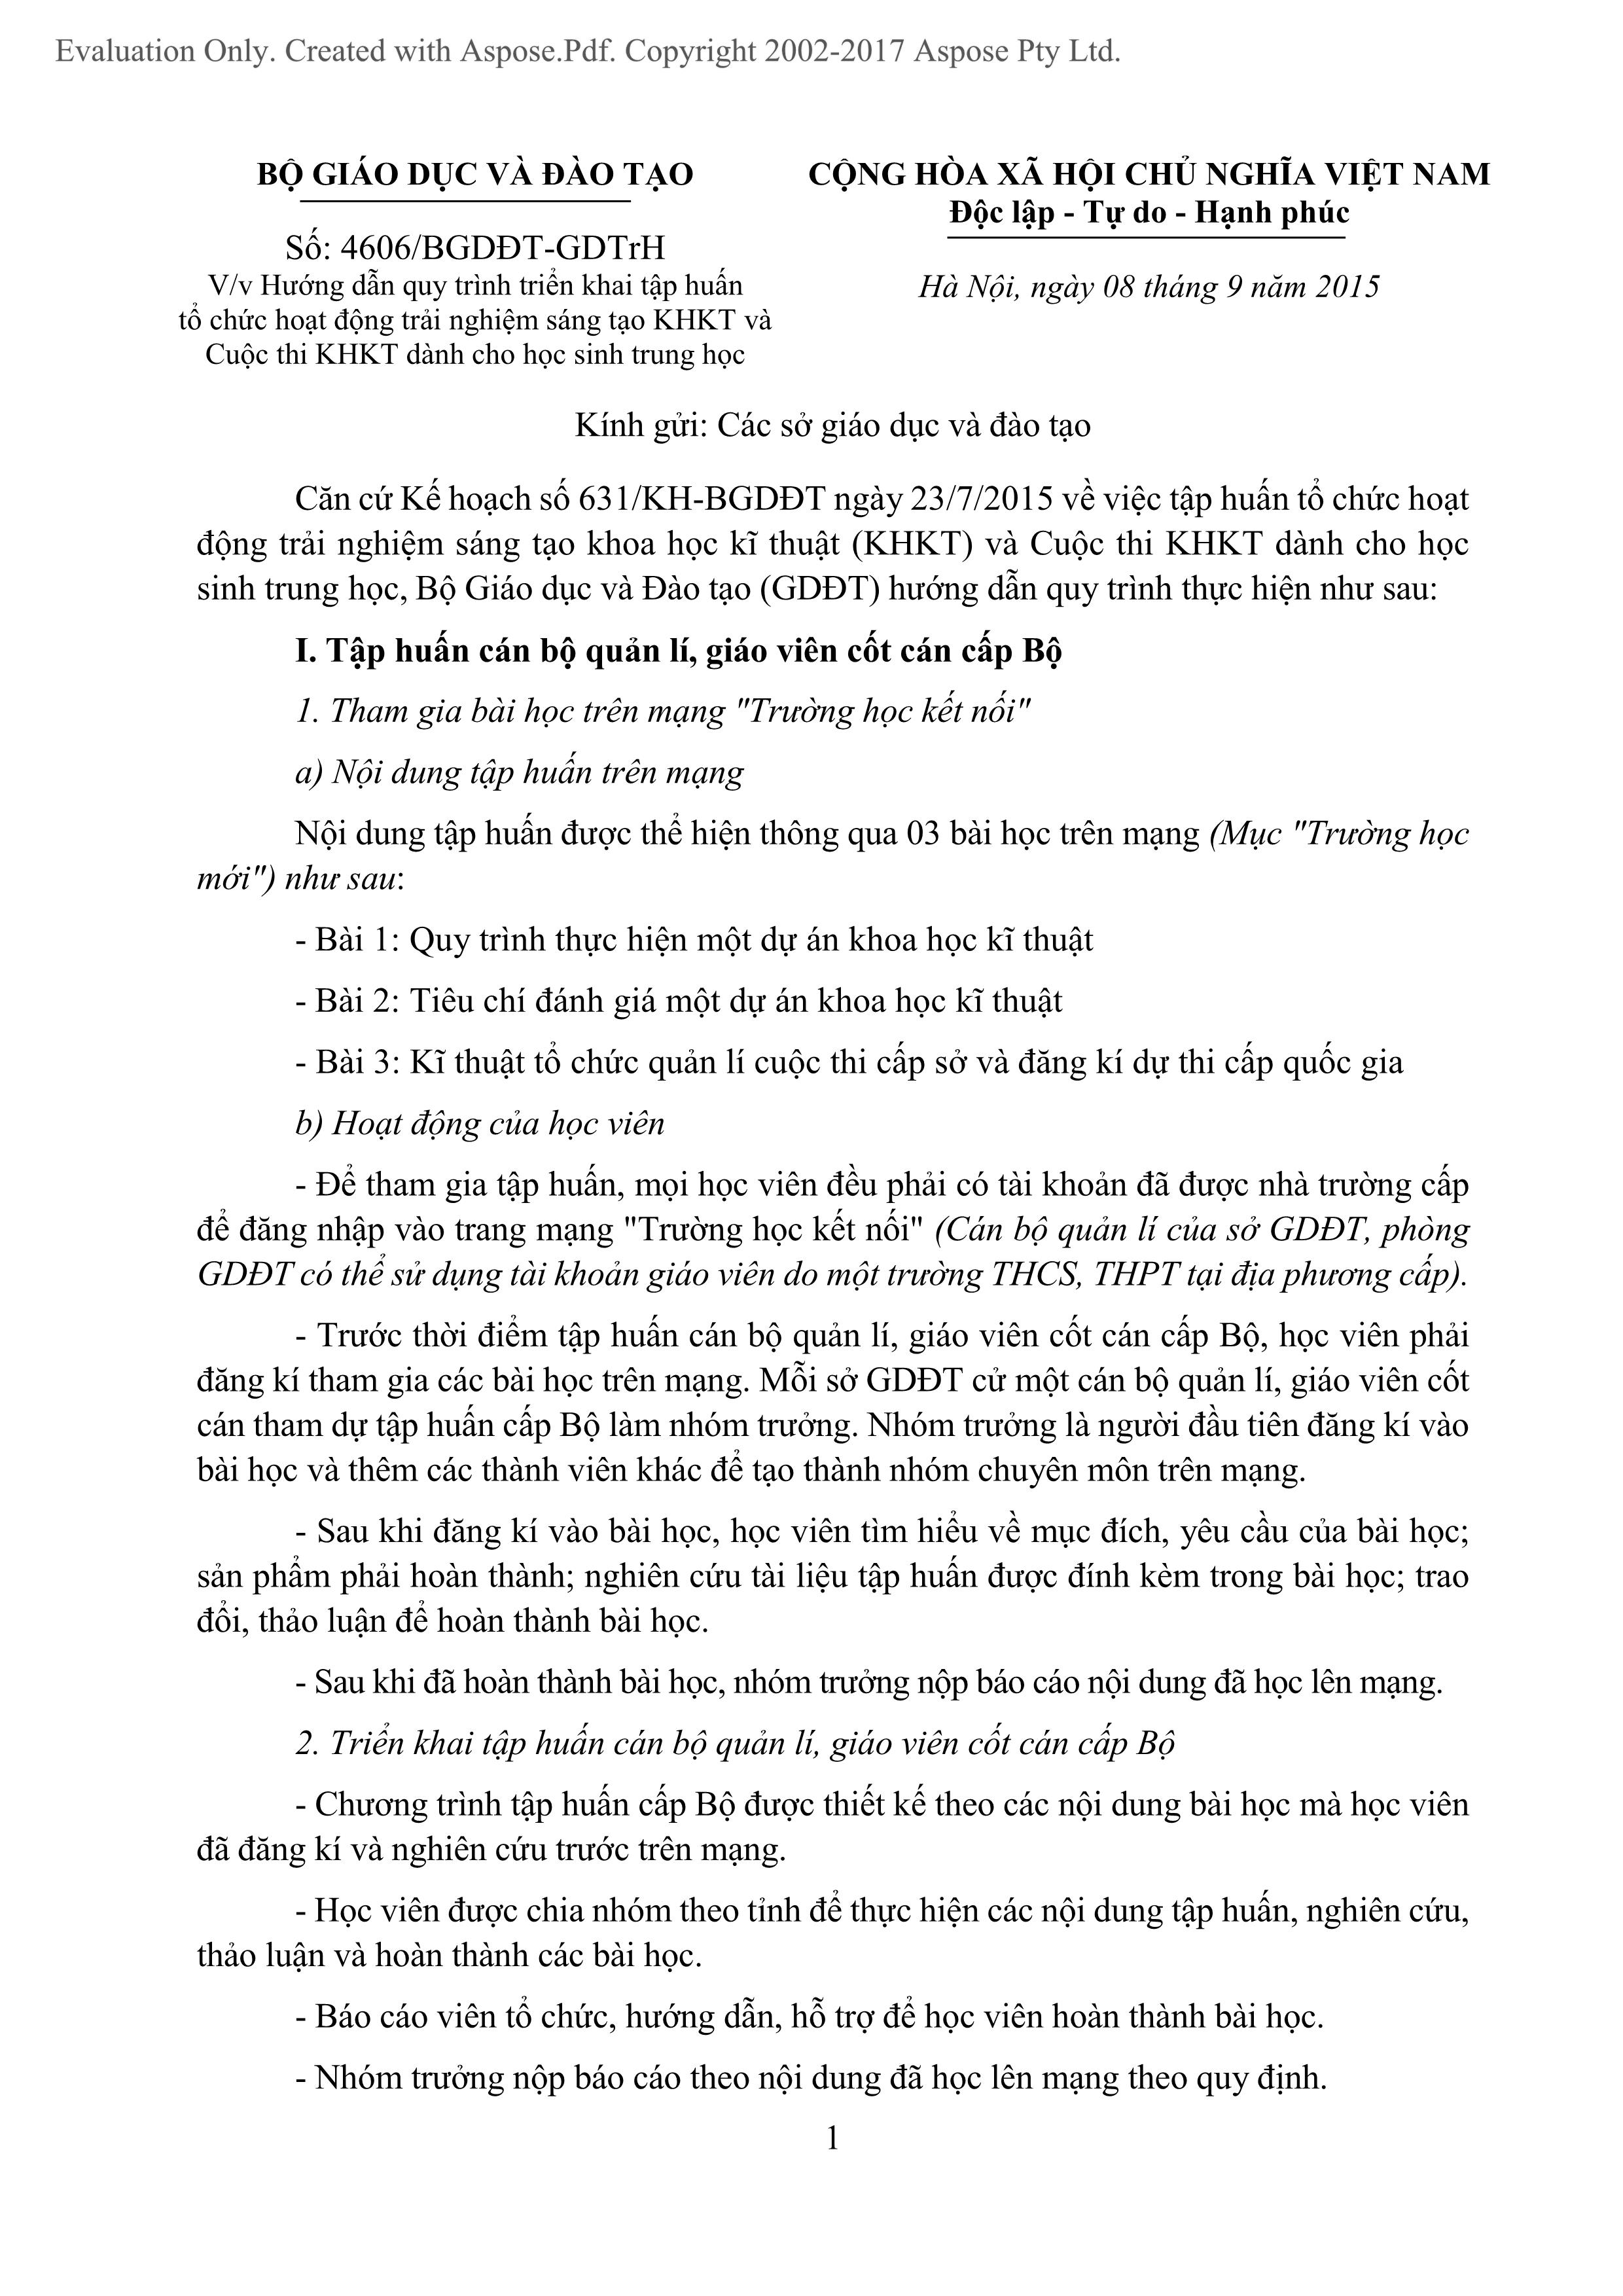 Evaluation Only. Created with Aspose.Pdf. Copyright 2002-2017 Aspose Pty Ltd.
BỘ GIÁO DỤC VÀ ĐÀO TẠO
Số: 4606/BGDĐT-GDTrH
V/v Hướng dẫn quy trình triển khai tập huấn
tổ chức hoạt động trải nghiệm sáng tạo KHKT và
Cuộc thi KHKT dành cho học sinh trung học
CỘNG HÒA XÃ HỘI CHỦ NGHĨA VIỆT NAM
Độc lập - Tự do - Hạnh phúc
Hà Nội, ngày 08 tháng 9 năm 2015
Kính gửi: Các sở giáo dục và đào tạo
Căn cứ Kế hoạch số 631/KH-BGDĐT ngày 23/7/2015 về việc tập huấn tổ chức hoạt
động trải nghiệm sáng tạo khoa học kĩ thuật (KHKT) và Cuộc thi KHKT dành cho học
sinh trung học, Bộ Giáo dục và Đào tạo (GDĐT) hướng dẫn quy trình thực hiện như sau:
I. Tập huấn cán bộ quản lí, giáo viên cốt cán cấp Bộ
1. Tham gia bài học trên mạng "Trường học kết nối"
a) Nội dung tập huấn trên mạng
Nội dung tập huấn được thể hiện thông qua 03 bài học trên mạng (Mục "Trường học
mới") như sau:
- Bài 1: Quy trình thực hiện một dự án khoa học kĩ thuật
- Bài 2: Tiêu chí đánh giá một dự án khoa học kĩ thuật
- Bài 3: Kĩ thuật tổ chức quản lí cuộc thi cấp sở và đăng kí dự thi cấp quốc gia
b) Hoạt động của học viên
- Để tham gia tập huấn, mọi học viên đều phải có tài khoản đã được nhà trường cấp
để đăng nhập vào trang mạng "Trường học kết nối" (Cán bộ quản lí của sở GDĐT, phòng
GDĐT có thể sử dụng tài khoản giáo viên do một trường THCS, THPT tại địa phương cấp).
- Trước thời điểm tập huấn cán bộ quản lí, giáo viên cốt cán cấp Bộ, học viên phải
đăng kí tham gia các bài học trên mạng. Mỗi sở GDĐT cử một cán bộ quản lí, giáo viên cốt
cán tham dự tập huấn cấp Bộ làm nhóm trưởng. Nhóm trưởng là người đầu tiên đăng kí vào
bài học và thêm các thành viên khác để tạo thành nhóm chuyên môn trên mạng.
- Sau khi đăng kí vào bài học, học viên tìm hiểu về mục đích, yêu cầu của bài học;
sản phẩm phải hoàn thành; nghiên cứu tài liệu tập huấn được đính kèm trong bài học; trao
đổi, thảo luận để hoàn thành bài học.
- Sau khi đã hoàn thành bài học, nhóm trưởng nộp báo cáo nội dung đã học lên mạng.
2. Triển khai tập huấn cán bộ quản lí, giáo viên cốt cán cấp Bộ
- Chương trình tập huấn cấp Bộ được thiết kế theo các nội dung bài học mà học viên
đã đăng kí và nghiên cứu trước trên mạng.
- Học viên được chia nhóm theo tỉnh để thực hiện các nội dung tập huấn, nghiên cứu,
thảo luận và hoàn thành các bài học.
- Báo cáo viên tổ chức, hướng dẫn, hỗ trợ để học viên hoàn thành bài học.
- Nhóm trưởng nộp báo cáo theo nội dung đã học lên mạng theo quy định.
1